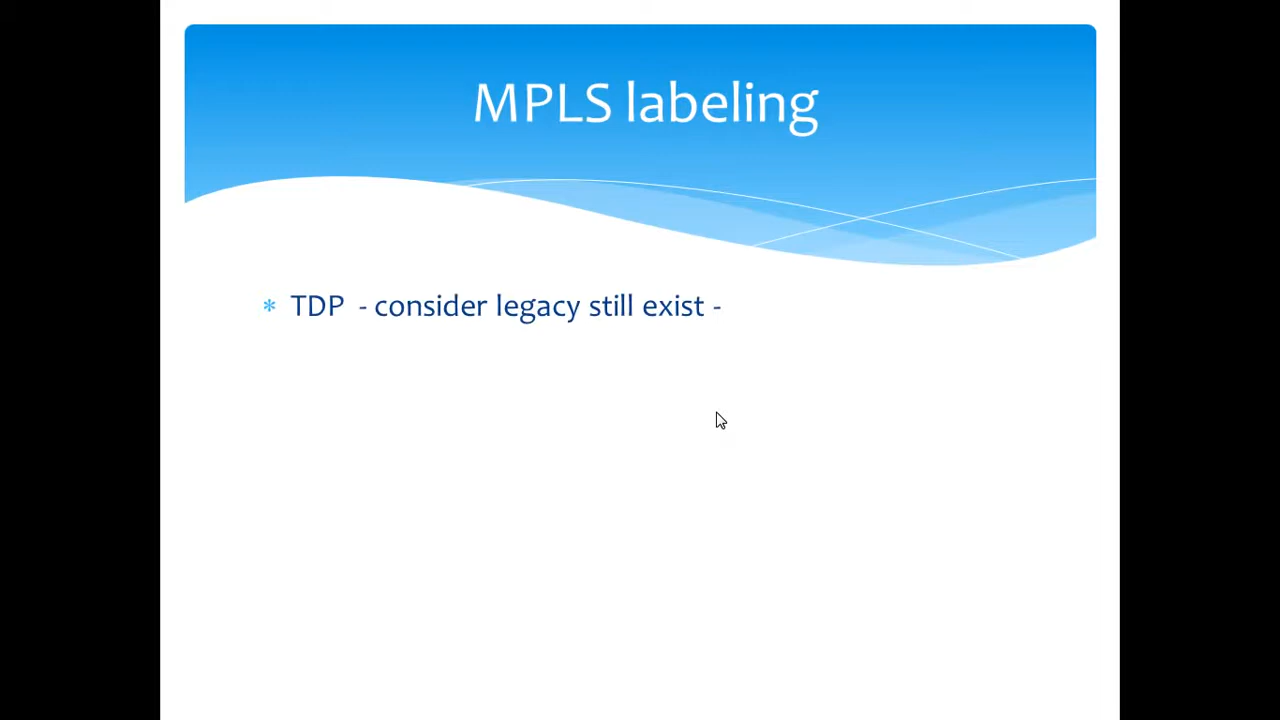 MPLS labeling
* TDP - consider legacy still exist -